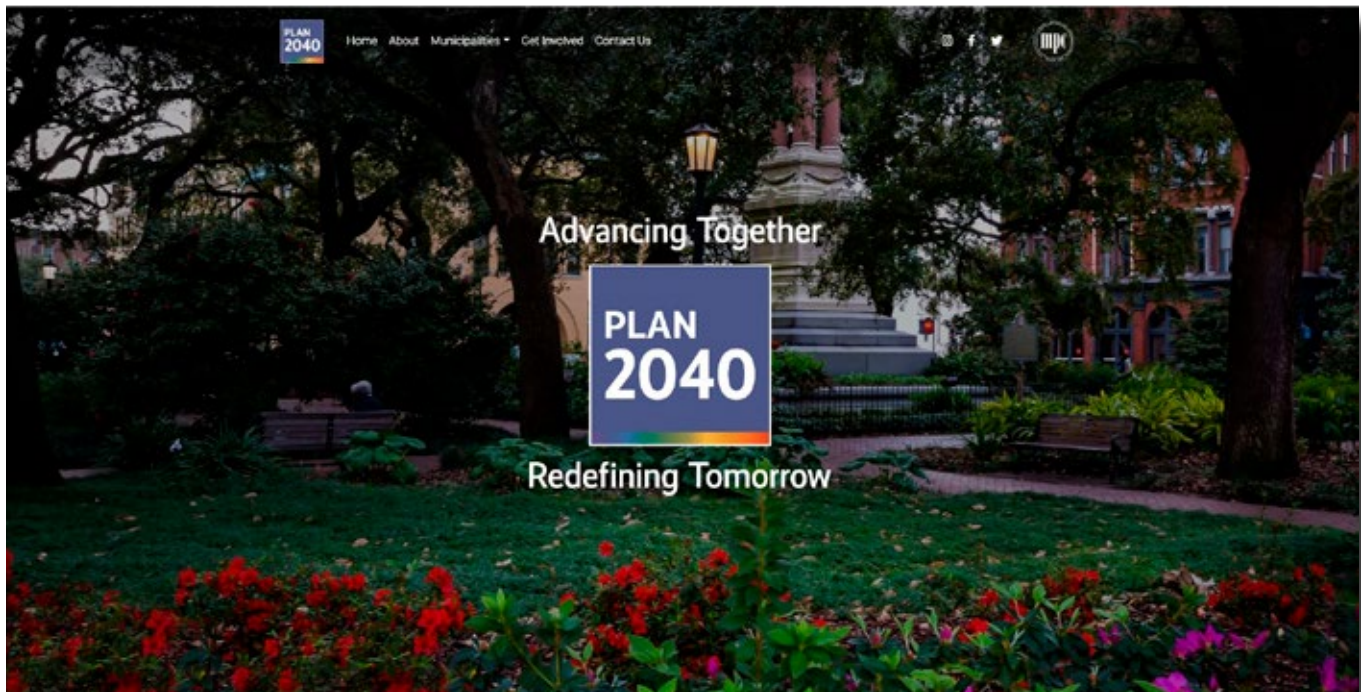 PLAN
2040
Home About Municipalities Get Involved Contact Us
mpc
Advancing Together
PLAN
2040
Redefining Tomorrow